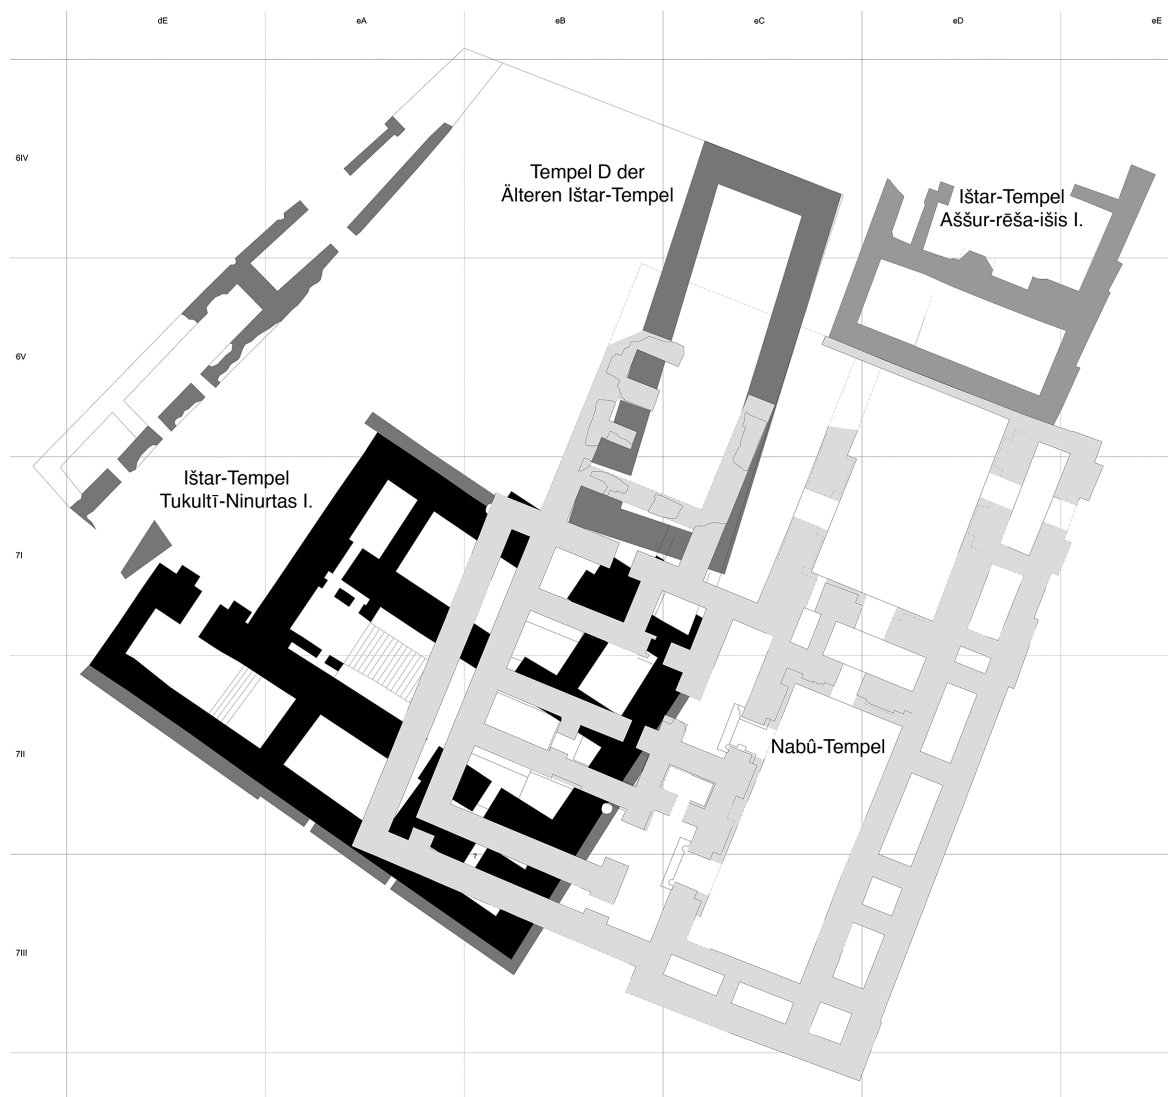 dE
eA
eB
eC
eD
eE
6IV
6V
7I
7II
7III
Tempel D der
Älteren Ištar-Tempel
Ištar-Tempel
Aššur-rēša-išis I.
Ištar-Tempel
Tukultī-Ninurtas I.
Nabû-Tempel
?